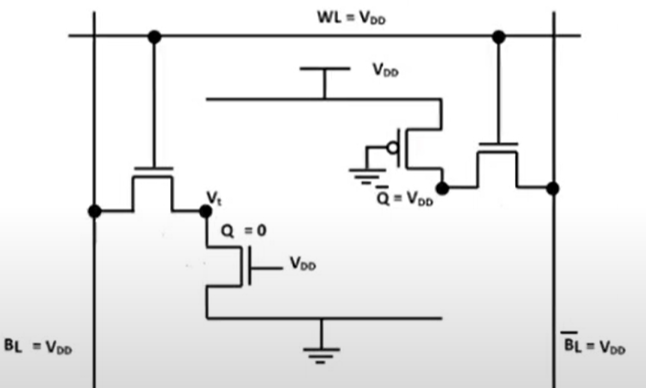 WL = VDD
VDD
Vt
Q̅ = VDD
Q = 0
VDD
BL = VDD
B̅L̅ = VDD